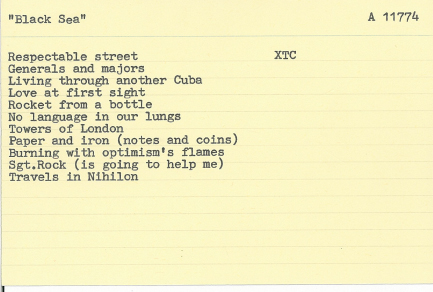 "Black Sea" A 11774
Respectable street XTC
Generals and majors
Living through another Cuba
Love at first sight
Rocket from a bottle
No language in our lungs
Towers of London
Paper and iron (notes and coins)
Burning with optimism's flames
Sgt.Rock (is going to help me)
Travels in Nihilon